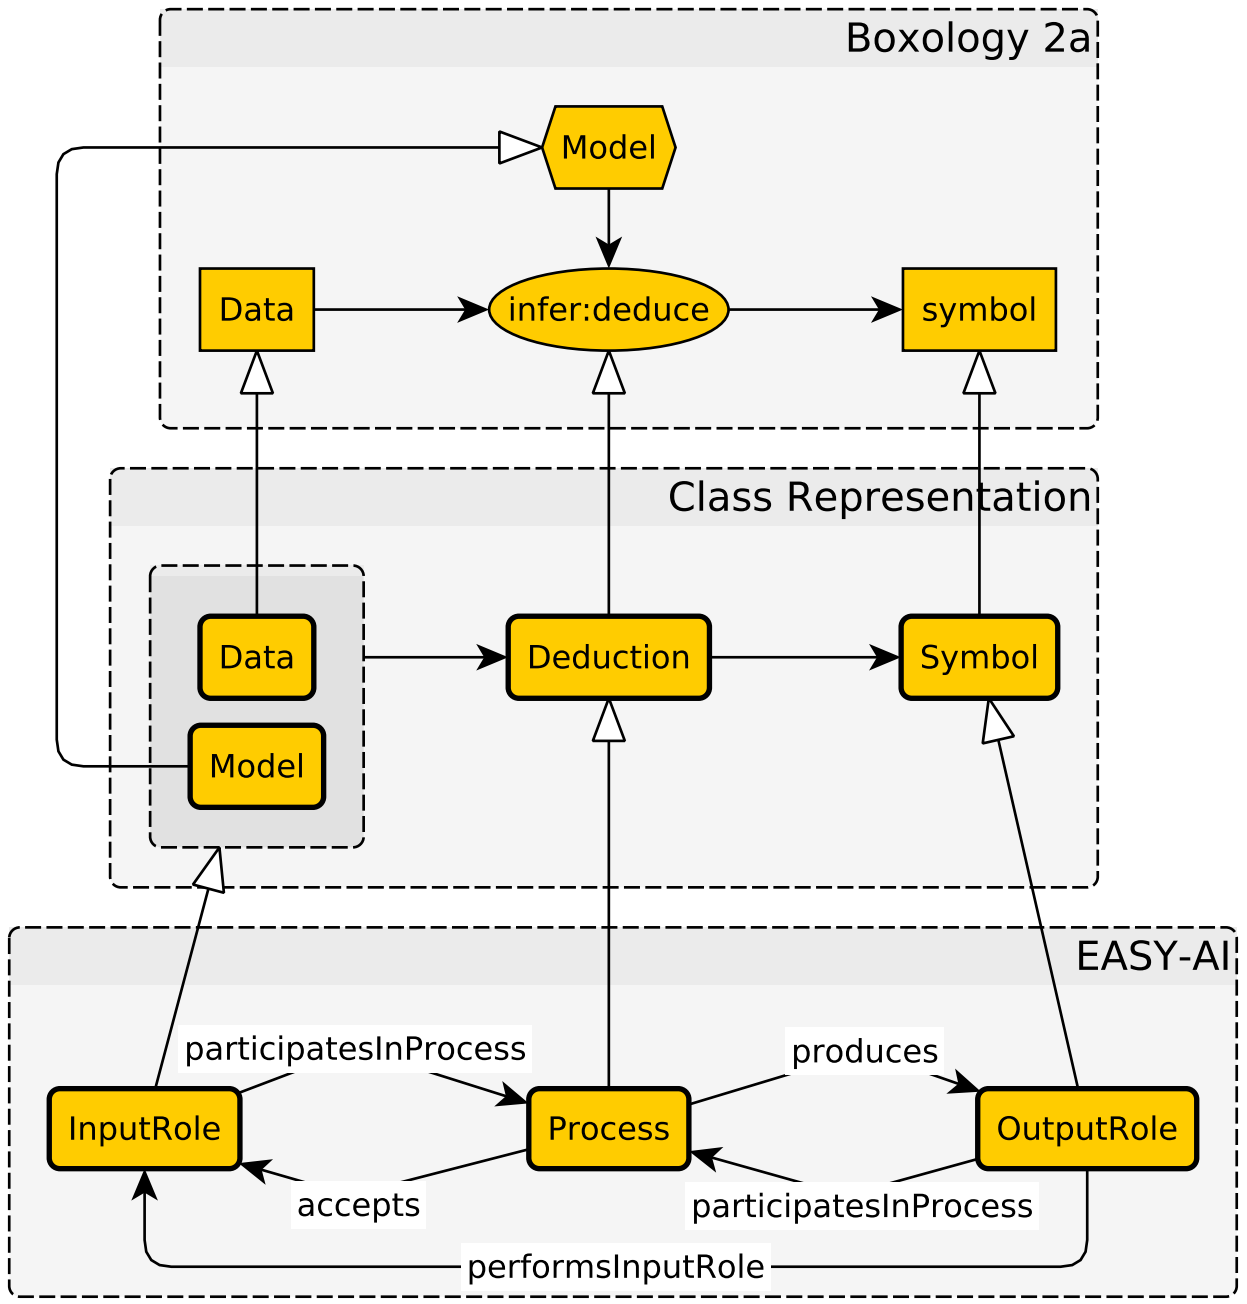 Boxology 2a
Model
Data
infer:deduce
symbol
Class Representation
Data
Deduction
Symbol
Model
EASY-AI
participatesInProcess
produces
InputRole
Process
OutputRole
accepts
participatesInProcess
performsInputRole